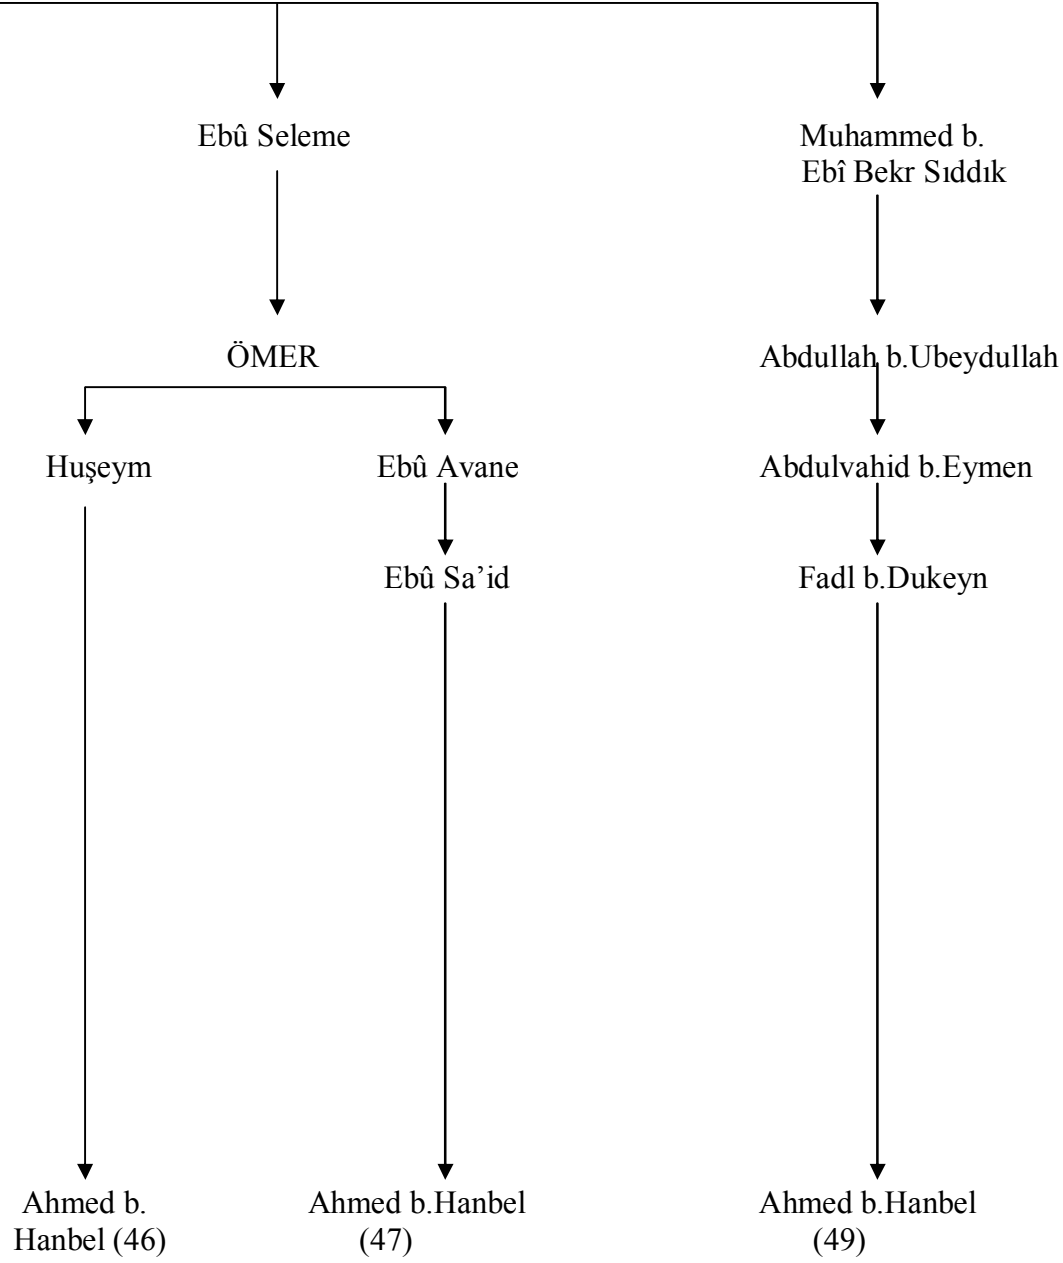 Ebû Seleme
Muhammed b.
Ebî Bekr Sıddık
ÖMER
Abdullah b.Ubeydullah
Huşeym
Ebû Avane
Abdulvahid b.Eymen
Ebû Sa’id
Fadl b.Dukeyn
Ahmed b.
Hanbel (46)
Ahmed b.Hanbel
(47)
Ahmed b.Hanbel
(49)